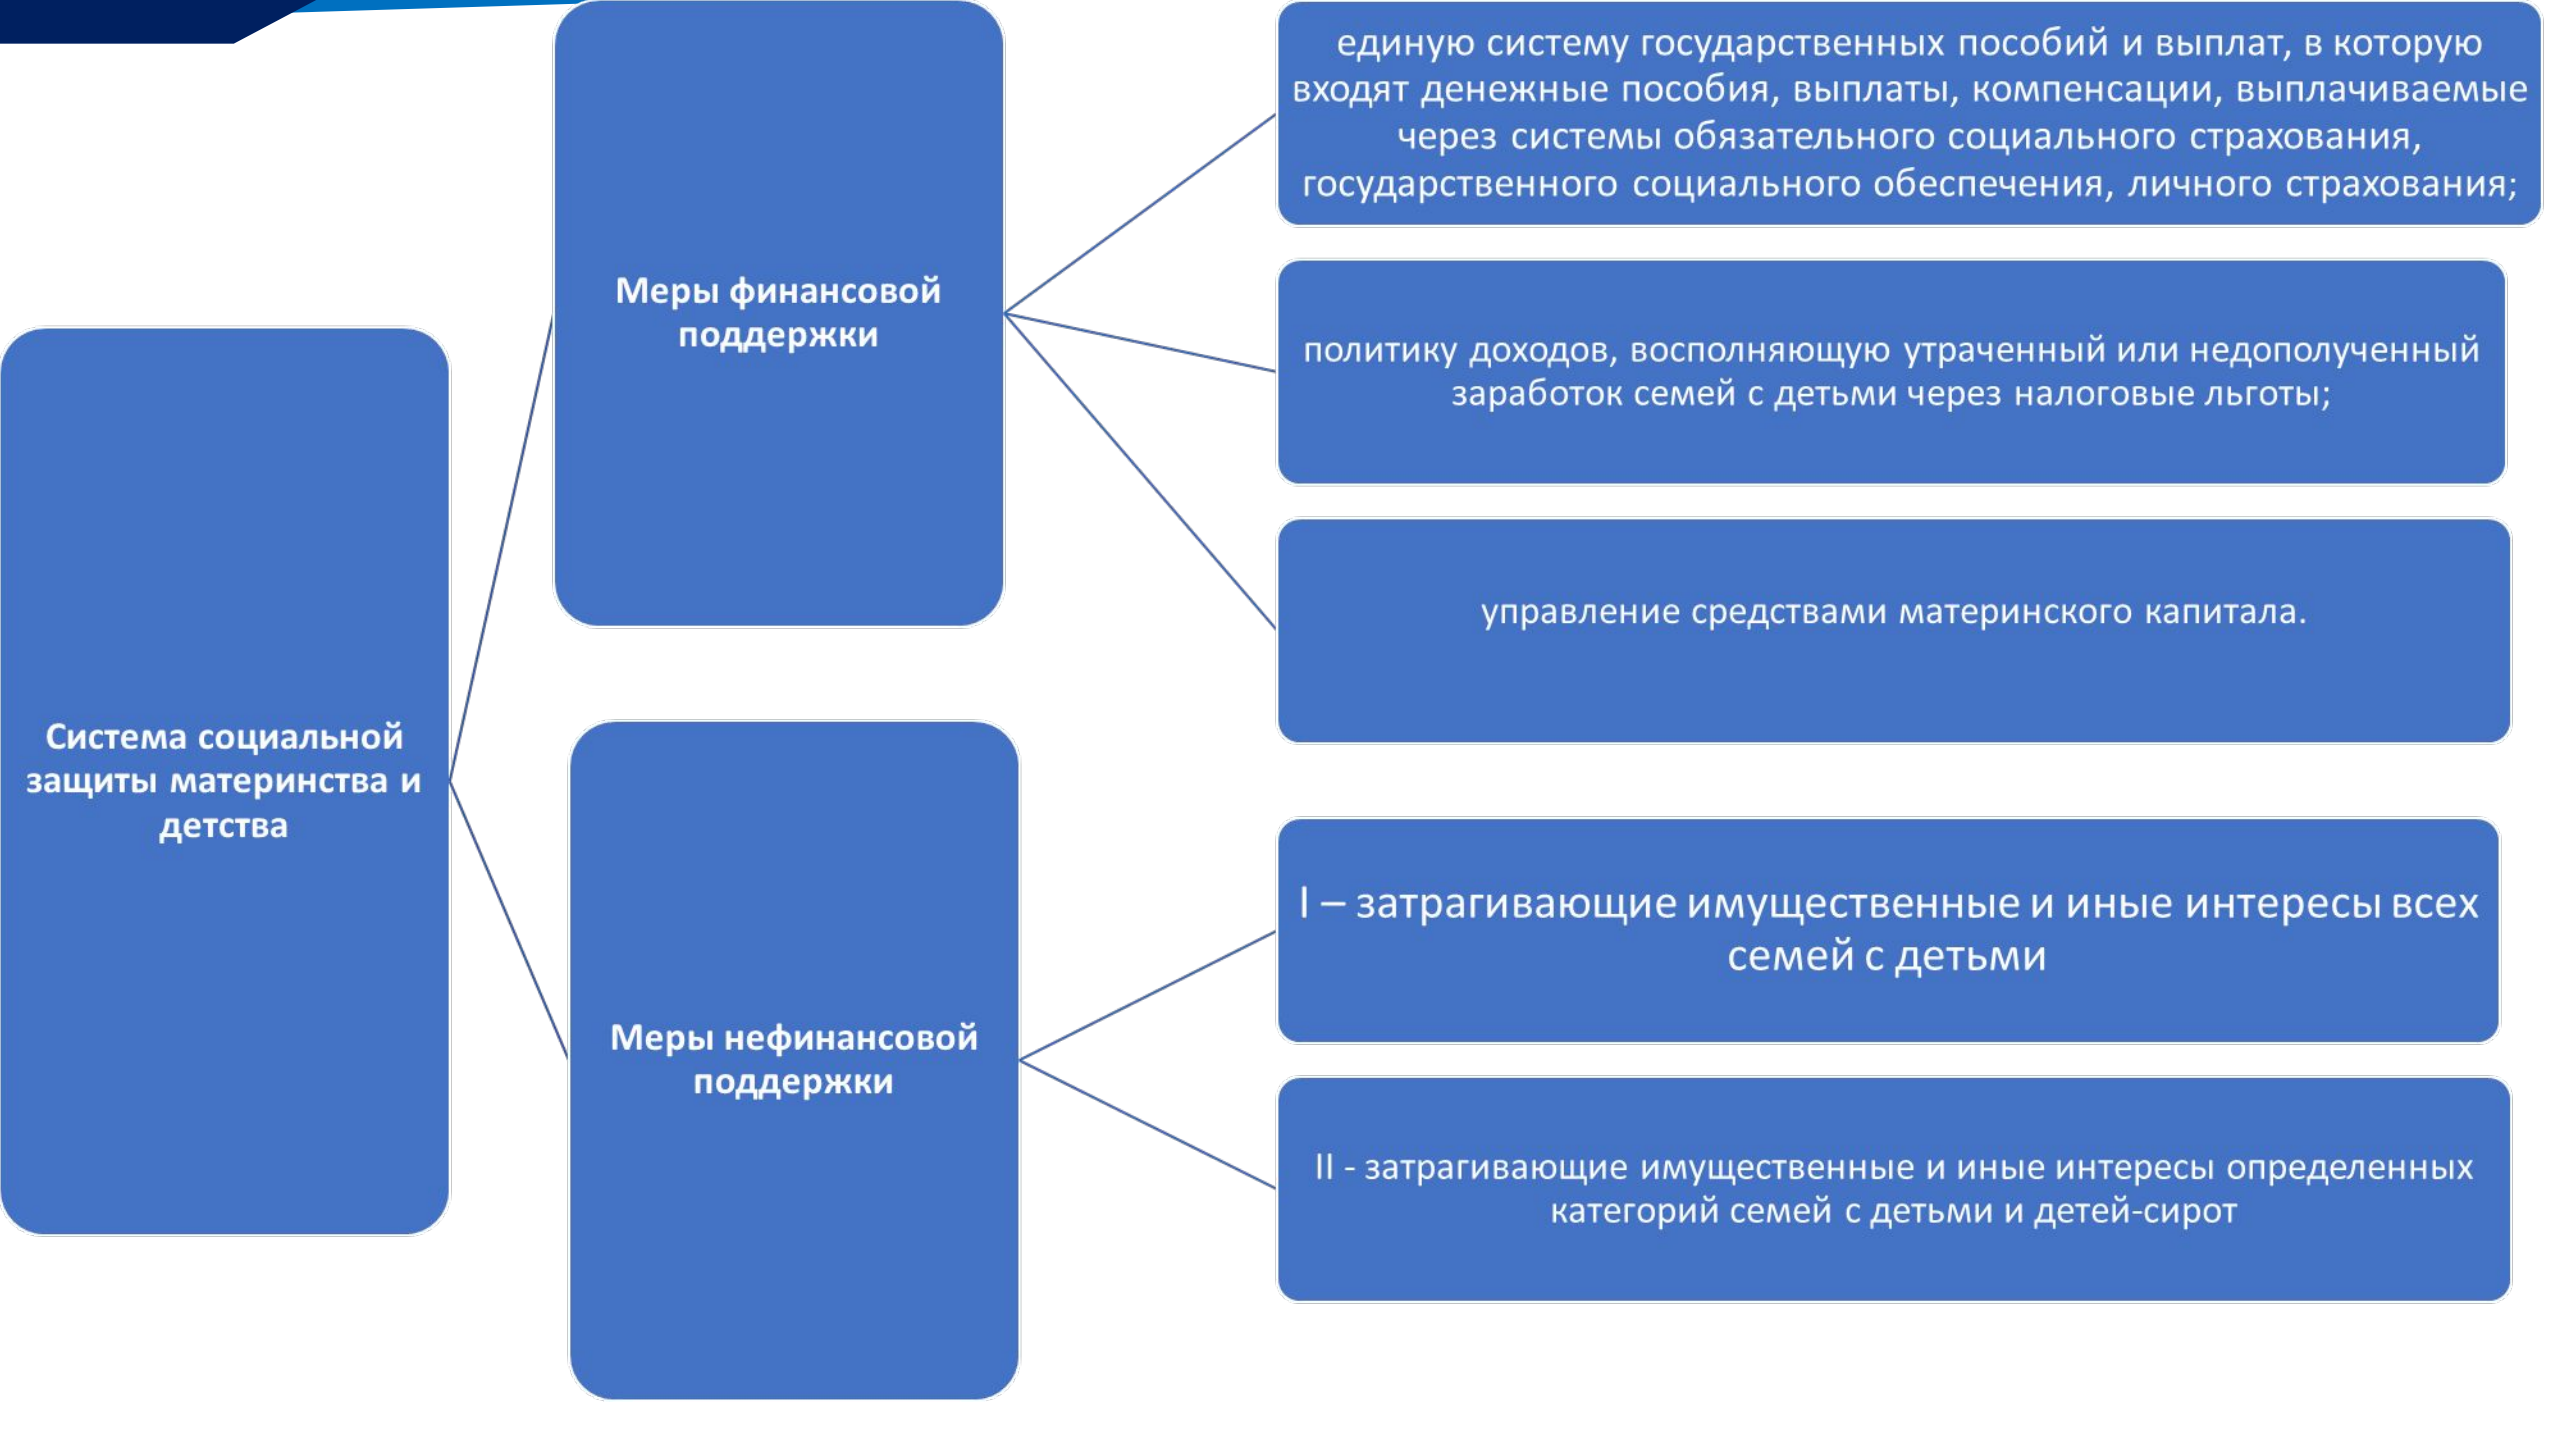 Система социальной
защиты материнства и
детства
Меры финансовой
поддержки
единую систему государственных пособий и выплат, в которую
входят денежные пособия, выплаты, компенсации, выплачиваемые
через системы обязательного социального страхования,
государственного социального обеспечения, личного страхования;
политику доходов, восполняющую утраченный или недополученный
заработок семей с детьми через налоговые льготы;
управление средствами материнского капитала.
Меры нефинансовой
поддержки
I – затрагивающие имущественные и иные интересы всех
семей с детьми
II - затрагивающие имущественные и иные интересы определенных
категорий семей с детьми и детей-сирот